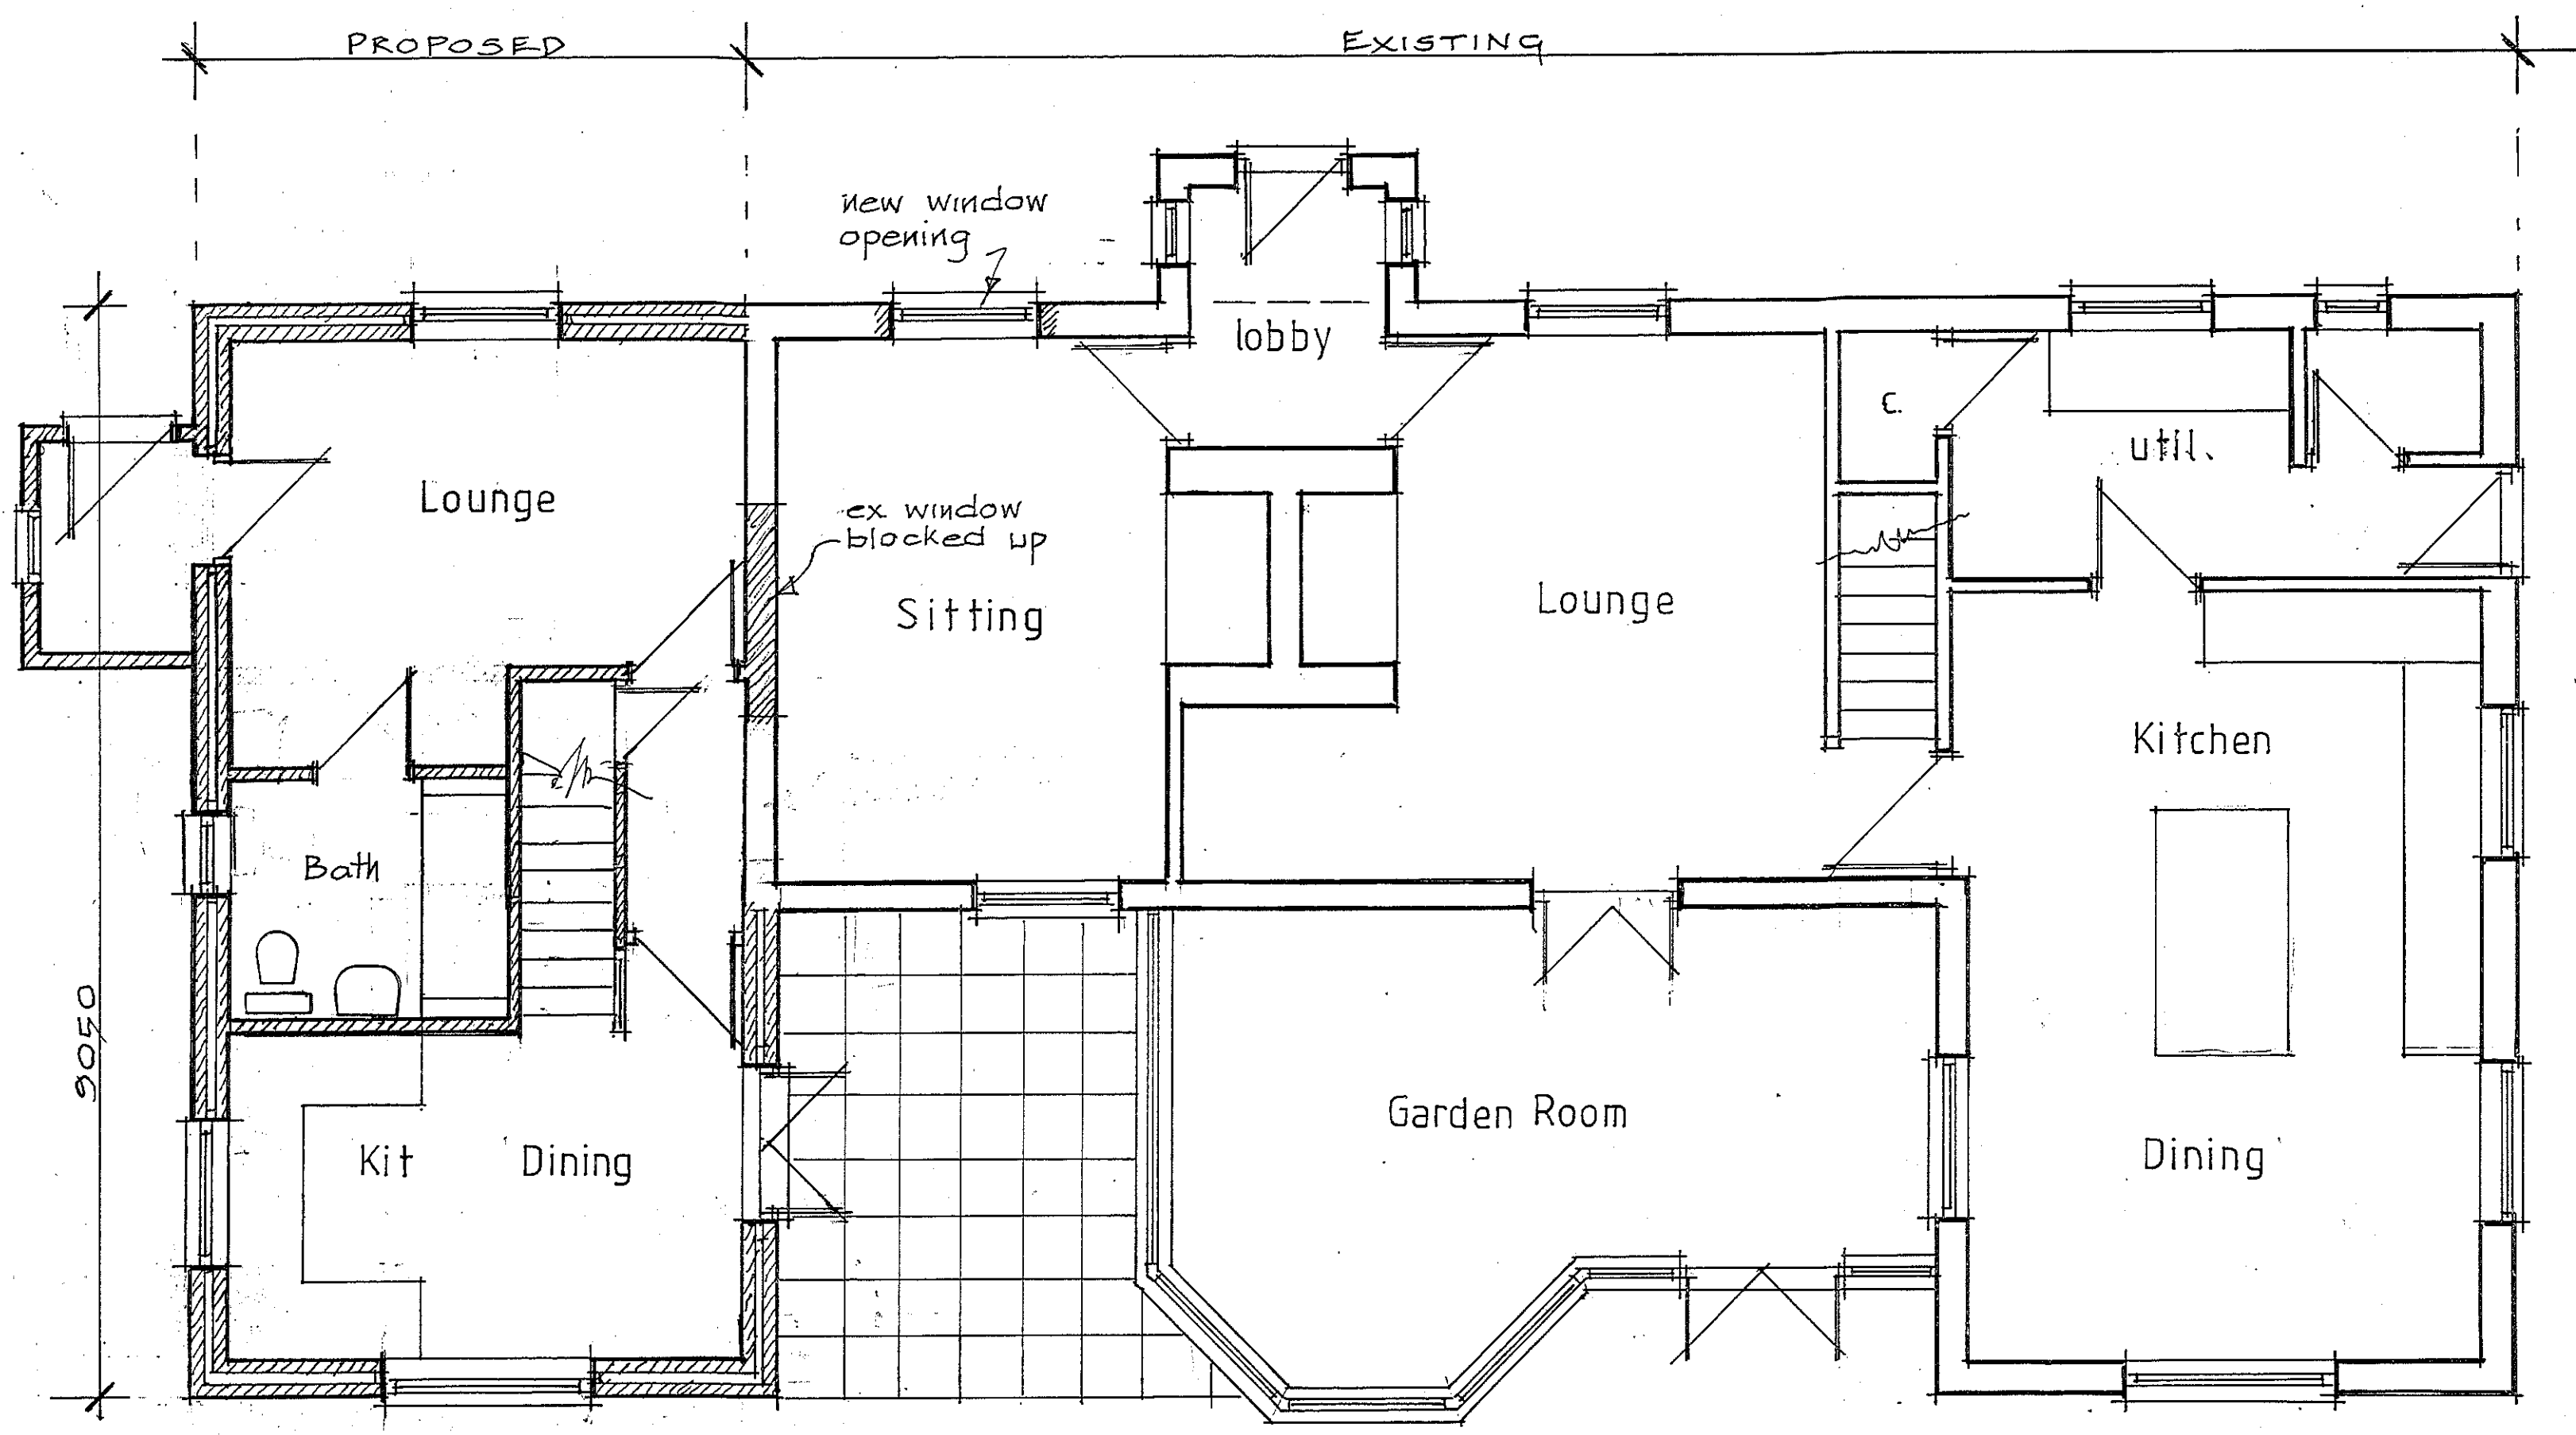 PROPOSED
EXISTING
new window
opening
lobby
c.
util.
Lounge
ex window
blocked up
Sitting
Lounge
Kitchen
Bath
9050
Garden Room
Kit
Dining
Dining